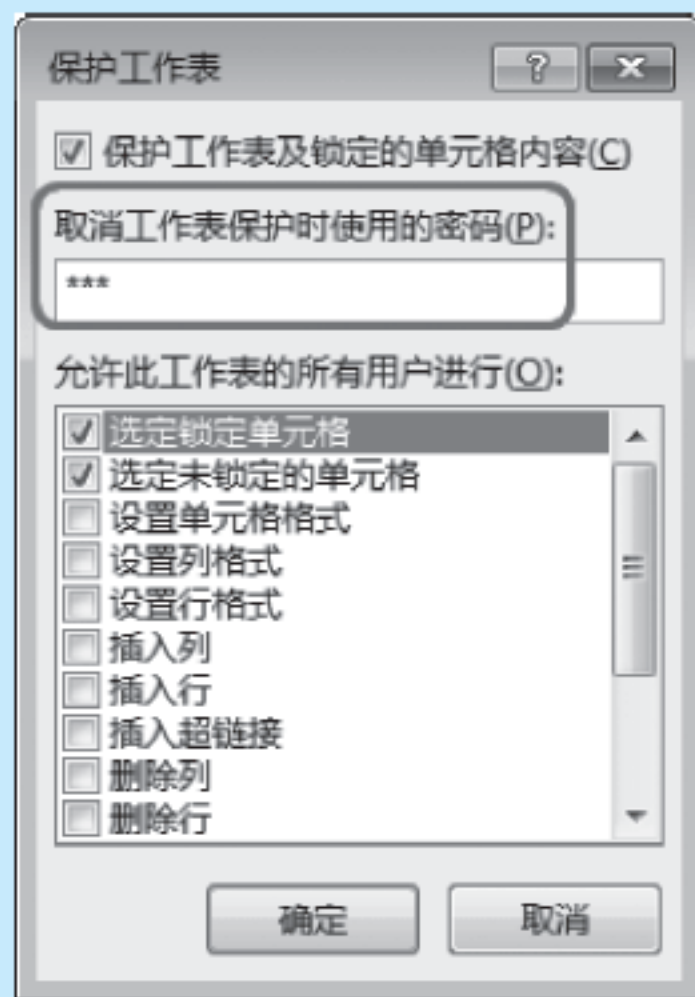 保护工作表
保护工作表及锁定的单元格内容(C)
取消工作表保护时使用的密码(P):
***
允许此工作表的所有用户进行(O):
选定锁定单元格
选定未锁定的单元格
设置单元格格式
设置列格式
设置行格式
插入列
插入行
插入超链接
删除列
删除行
确定 取消